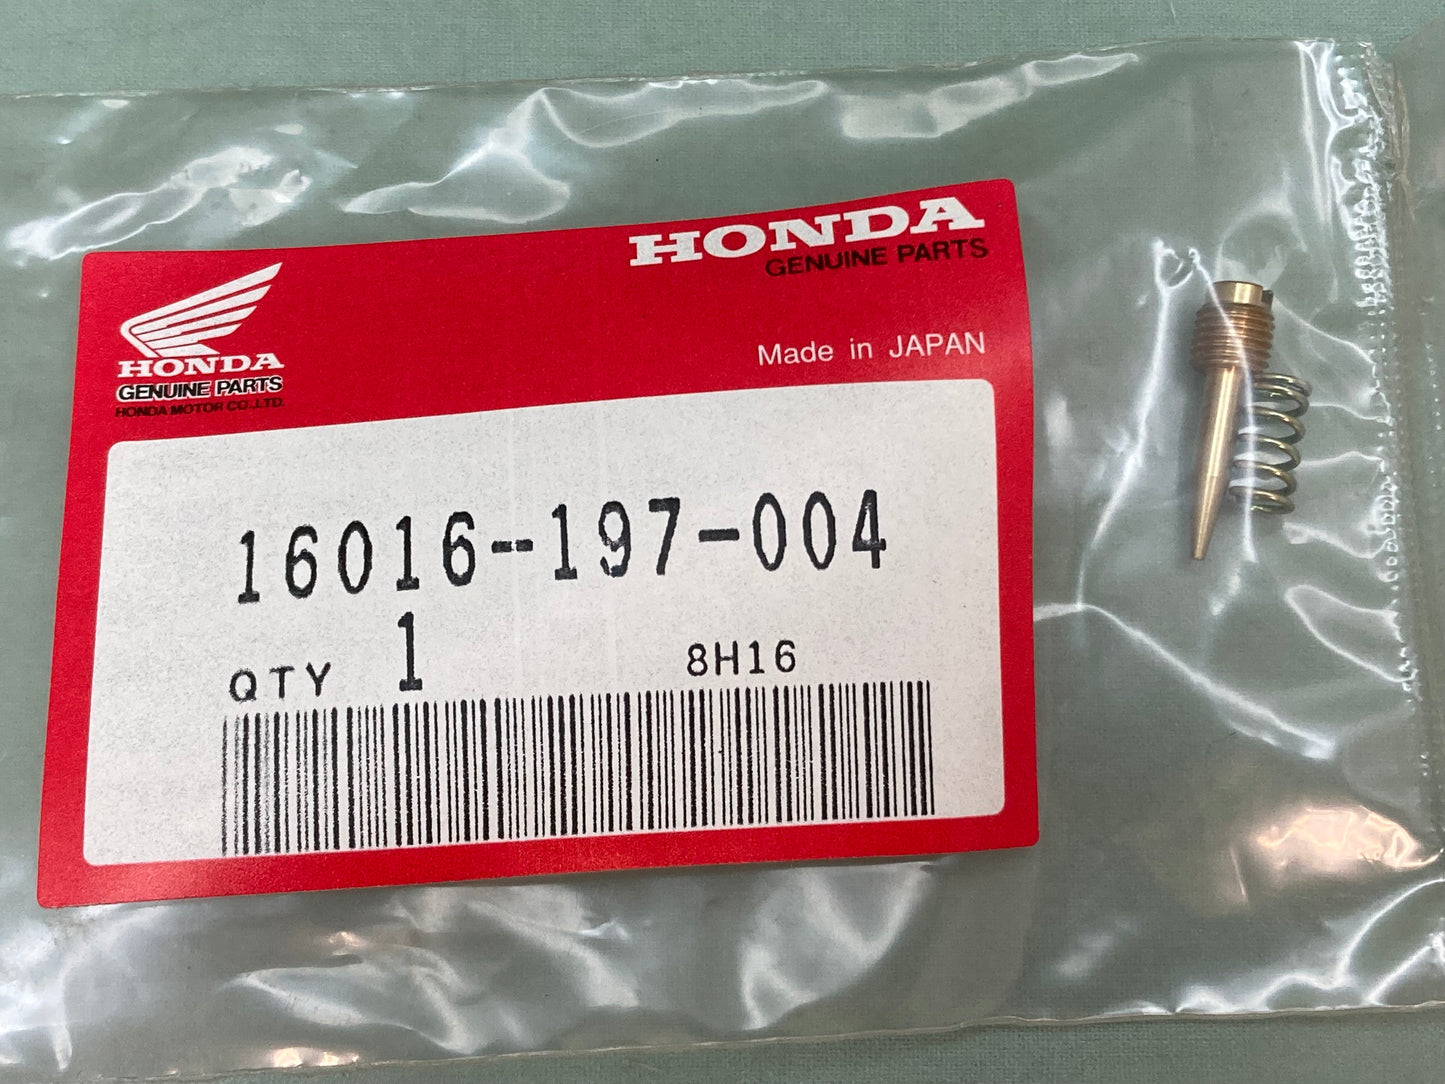 HONDA
GENUINE PARTS
HONDA
GENUINE PARTS
HONDA MOTOR CO.,LTD.
Made in JAPAN
16016--197-004
QTY 1 8H16